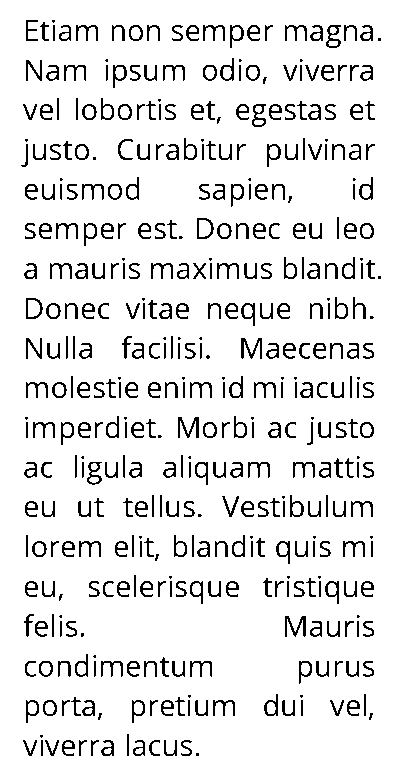 Etiam non semper magna.
Nam ipsum odio, viverra
vel lobortis et, egestas et
justo. Curabitur pulvinar
euismod sapien, id
semper est. Donec eu leo
a mauris maximus blandit.
Donec vitae neque nibh.
Nulla facilisi. Maecenas
molestie enim id mi iaculis
imperdiet. Morbi ac justo
ac ligula aliquam mattis
eu ut tellus. Vestibulum
lorem elit, blandit quis mi
eu, scelerisque tristique
felis. Mauris
condimentum purus
porta, pretium dui vel,
viverra lacus.